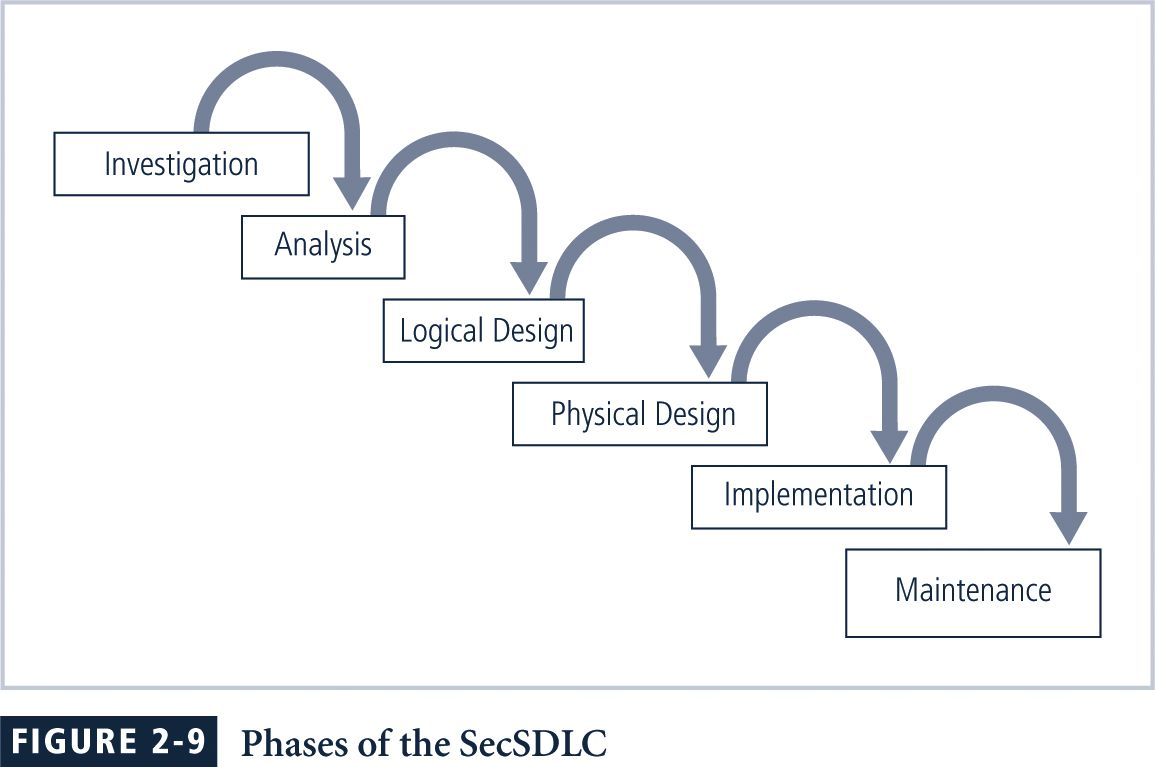 Investigation
Analysis
Logical Design
Physical Design
Implementation
Maintenance
FIGURE 2-9 Phases of the SecSDLC